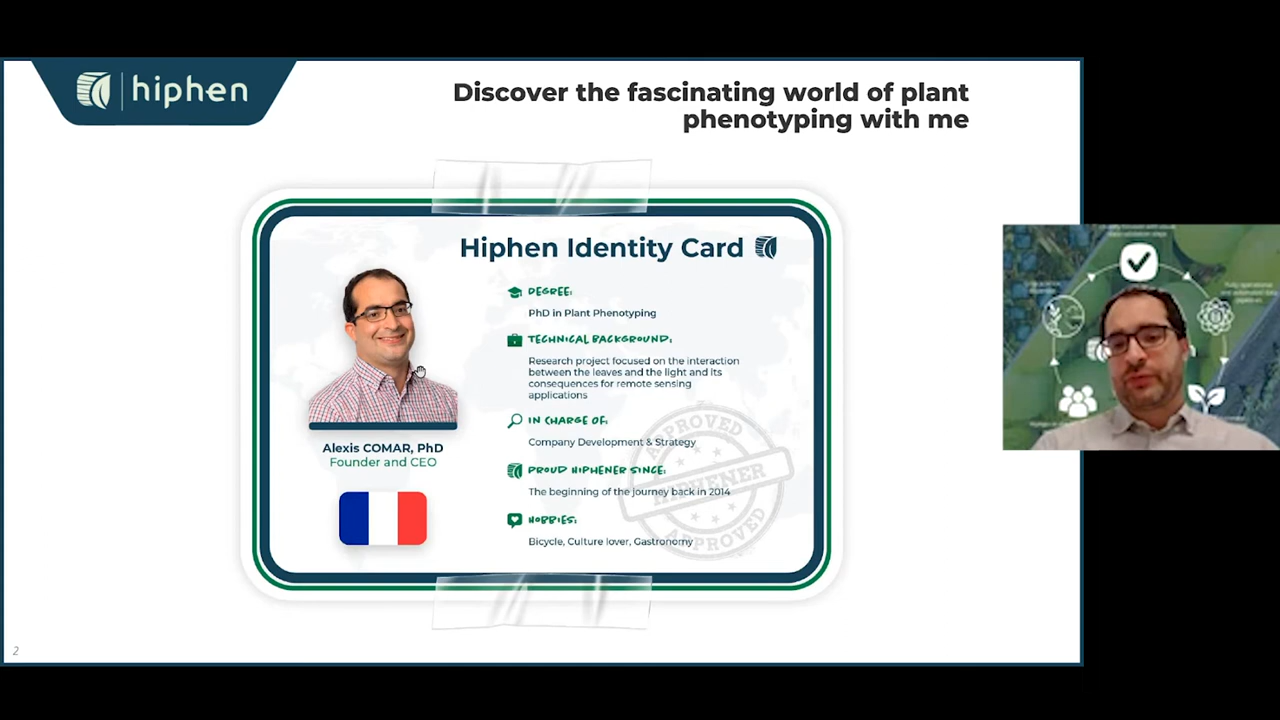 hiphen
Discover the fascinating world of plant
phenotyping with me
Hiphen Identity Card
DEGREE:
PhD in Plant Phenotyping
TECHNICAL BACKGROUND:
Research project focused on the interaction
between the leaves and the light and its
consequences for remote sensing
applications
IN CHARGE OF:
Company Development & Strategy
PROUD HIPHENER SINCE:
The beginning of the journey back in 2014
HOBBIES:
Bicycle, Culture lover, Gastronomy
Alexis COMAR, PhD
Founder and CEO
APPROVED
HIPHENER
APPROVED
2